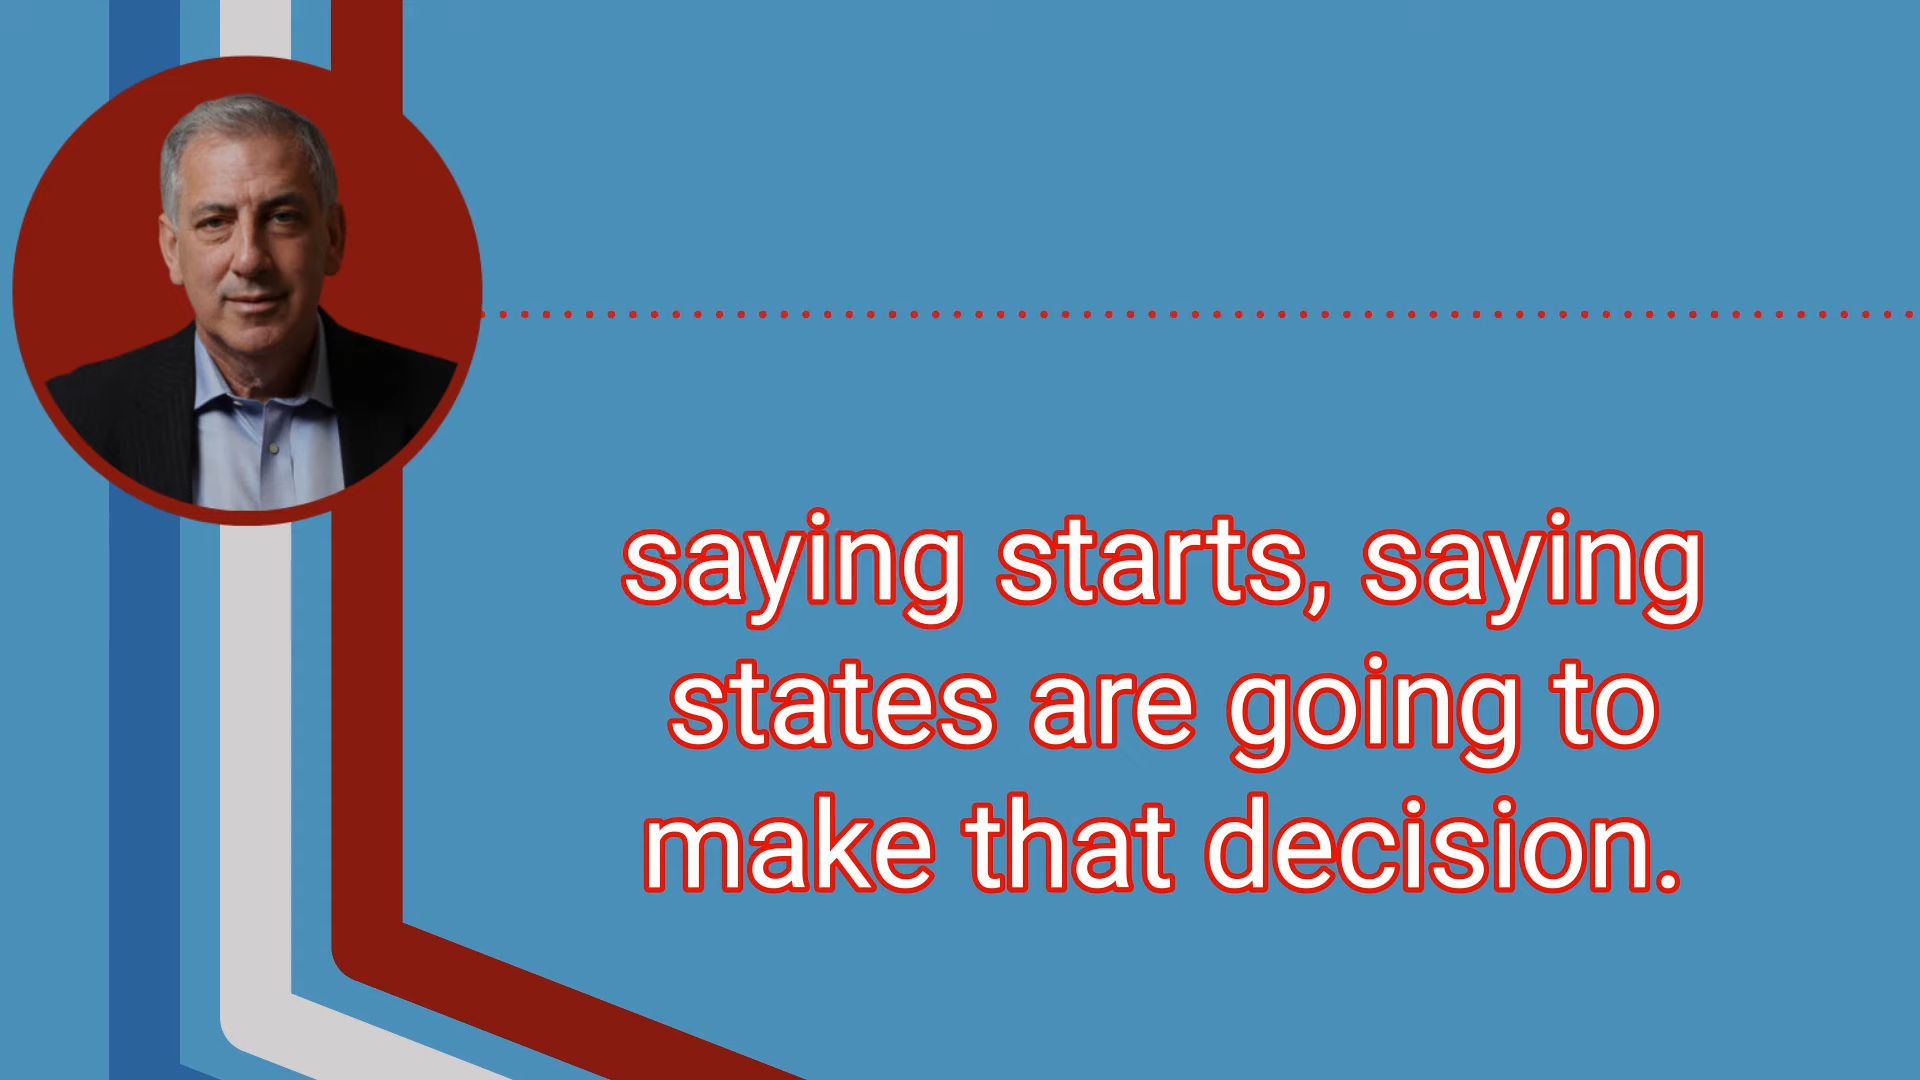 saying starts, saying
states are going to
make that decision.